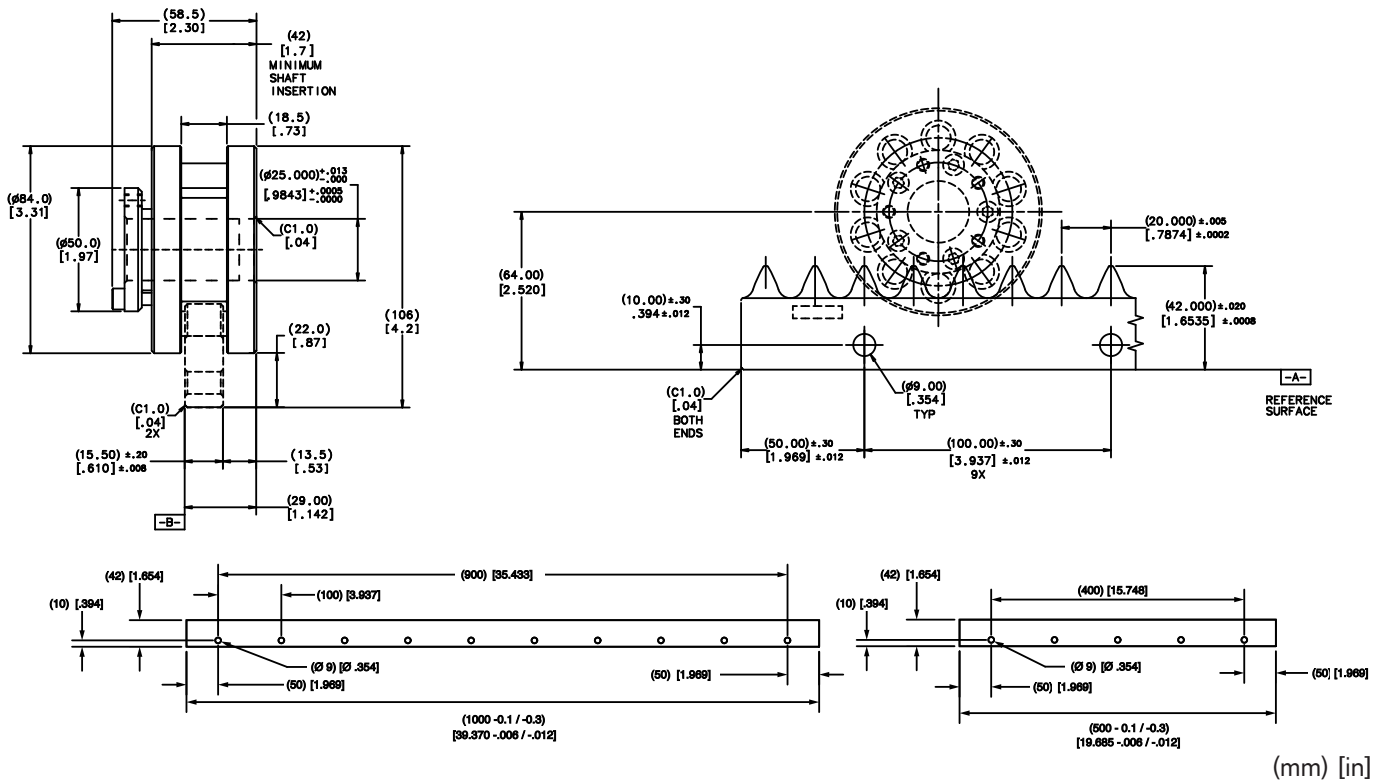 (58.5)
[2.30]
(42)
[1.7]
MINIMUM
SHAFT
INSERTION
(18.5)
[.73]
(ø25.000)+.013 -.000
[.9843]+.0005 -.0000
(ø84.0)
[3.31]
(ø50.0)
[1.97]
(C1.0)
[.04]
(106)
[4.2]
(22.0)
[.87]
(C1.0)
[.04]
2X
(15.50) ±.20
[.610] ±.008
(13.5)
[.53]
(29.00)
[1.142]
-B-
(64.00)
[2.520]
(10.00)±.30
.394±.012
(20.000)±.005
[.7874] ±.0002
(42.000)±.020
[1.6535] ±.0008
(ø9.00)
[.354]
TYP
(C1.0)
[.04]
BOTH
ENDS
-A-
REFERENCE
SURFACE
(50.00)±.30
[1.969] ±.012
(100.00)±.30
[3.937] ±.012
9X
(900) [35.433]
(42) [1.654]
(100) [3.937]
(10) [.394]
(Ø 9) [Ø .354]
(50) [1.969]
(50) [1.969]
(1000 -0.1 / -0.3)
[39.370 -.006 / -.012]
(42) [1.654]
(400) [15.748]
(10) [.394]
(Ø 9) [Ø .354]
(50) [1.969]
(50) [1.969]
(500 - 0.1 / -0.3)
[19.685 -.006 / -.012]
(mm) [in]